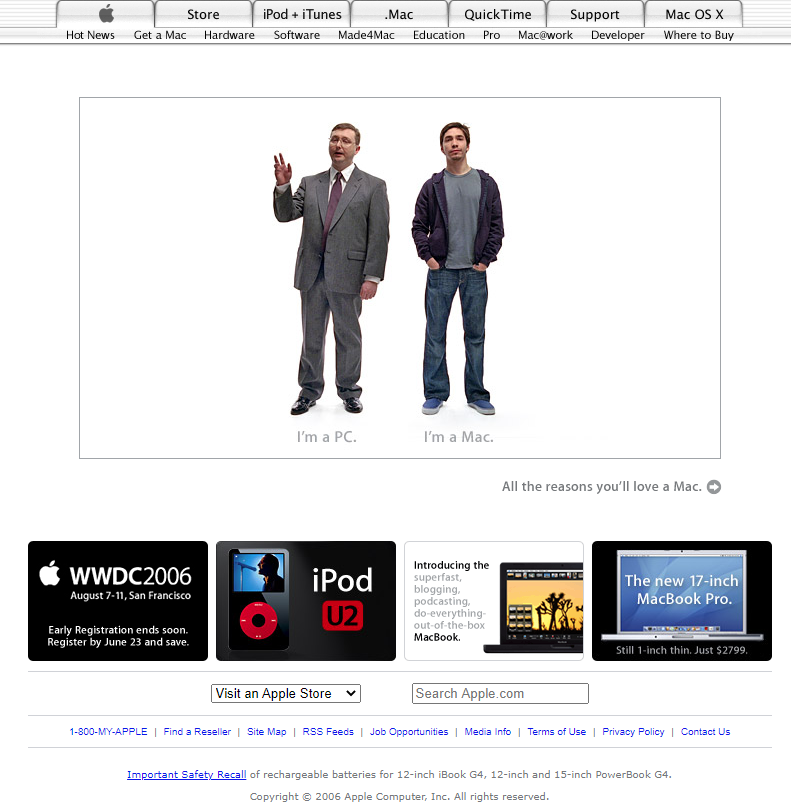 Store
iPod + iTunes
.Mac
QuickTime
Support
Mac OS X
Hot News
Get a Mac
Hardware
Software
Made4Mac
Education
Pro
Mac@work
Developer
Where to Buy
I'm a PC.
I'm a Mac.
All the reasons you'll love a Mac.
WWDC2006
August 7-11, San Francisco
Early Registration ends soon.
Register by June 23 and save.
iPod
U2
Introducing the
superfast,
blogging,
podcasting,
do-everything-
out-of-the-box
MacBook.
The new 17-inch
MacBook Pro.
Still 1-inch thin. Just $2799.
Visit an Apple Store
Search Apple.com
1-800-MY-APPLE | Find a Reseller | Site Map | RSS Feeds | Job Opportunities | Media Info | Terms of Use | Privacy Policy | Contact Us
Important Safety Recall of rechargeable batteries for 12-inch iBook G4, 12-inch and 15-inch PowerBook G4.
Copyright © 2006 Apple Computer, Inc. All rights reserved.